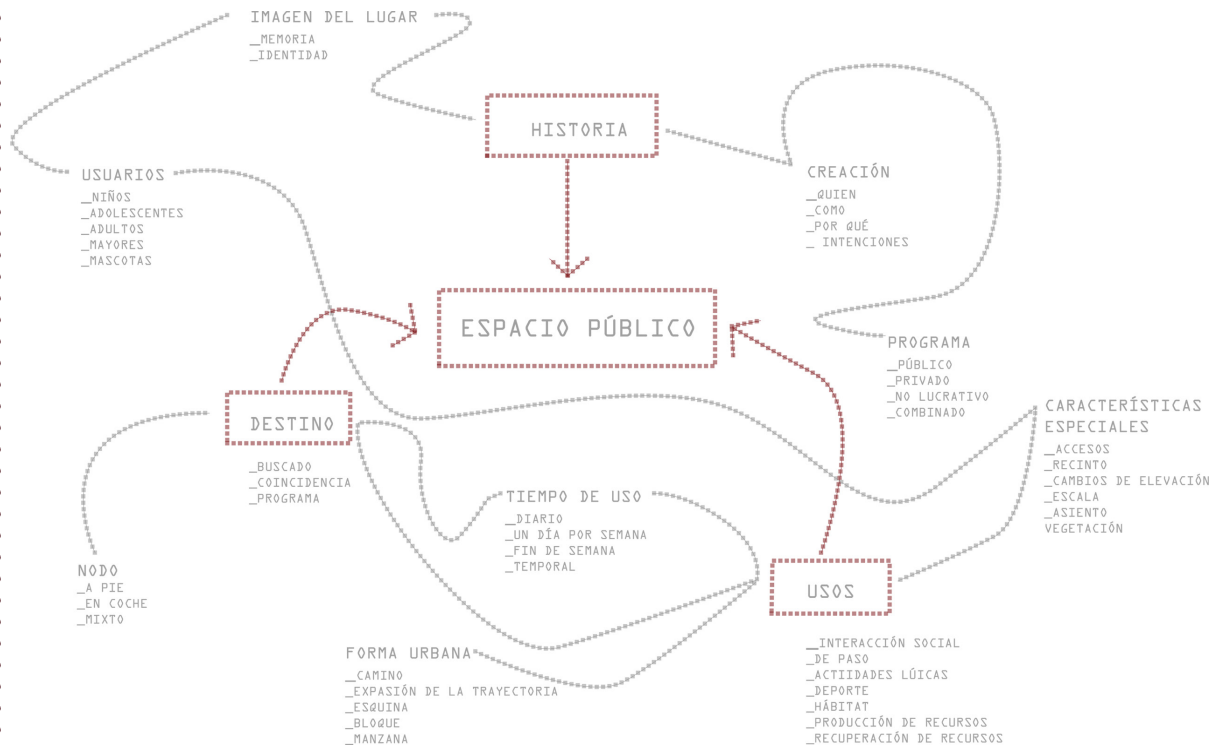 IMAGEN DEL LUGAR
_MEMORIA
_IDENTIDAD
HISTORIA
USUARIOS
_NIÑOS
_ADOLESCENTES
_ADULTOS
_MAYORES
_MASCOTAS
CREACIÓN
_QUIEN
_COMO
_POR QUÉ
_ INTENCIONES
ESPACIO PÚBLICO
PROGRAMA
_PÚBLICO
_PRIVADO
_NO LUCRATIVO
_COMBINADO
DESTINO
_BUSCADO
_COINCIDENCIA
_PROGRAMA
CARACTERÍSTICAS
ESPECIALES
_ACCESOS
_RECINTO
_CAMBIOS DE ELEVACIÓN
_ESCALA
_ASIENTO
VEGETACIÓN
TIEMPO DE USO
_DIARIO
_UN DÍA POR SEMANA
_FIN DE SEMANA
_TEMPORAL
NODO
_A PIE
_EN COCHE
_MIXTO
USOS
_INTERACCIÓN SOCIAL
_DE PASO
_ACTIIDADES LÚICAS
_DEPORTE
_HÁBITAT
_PRODUCCIÓN DE RECURSOS
_RECUPERACIÓN DE RECURSOS
FORMA URBANA
_CAMINO
_EXPASIÓN DE LA TRAYECTORIA
_ESQUINA
_BLOQUE
_MANZANA